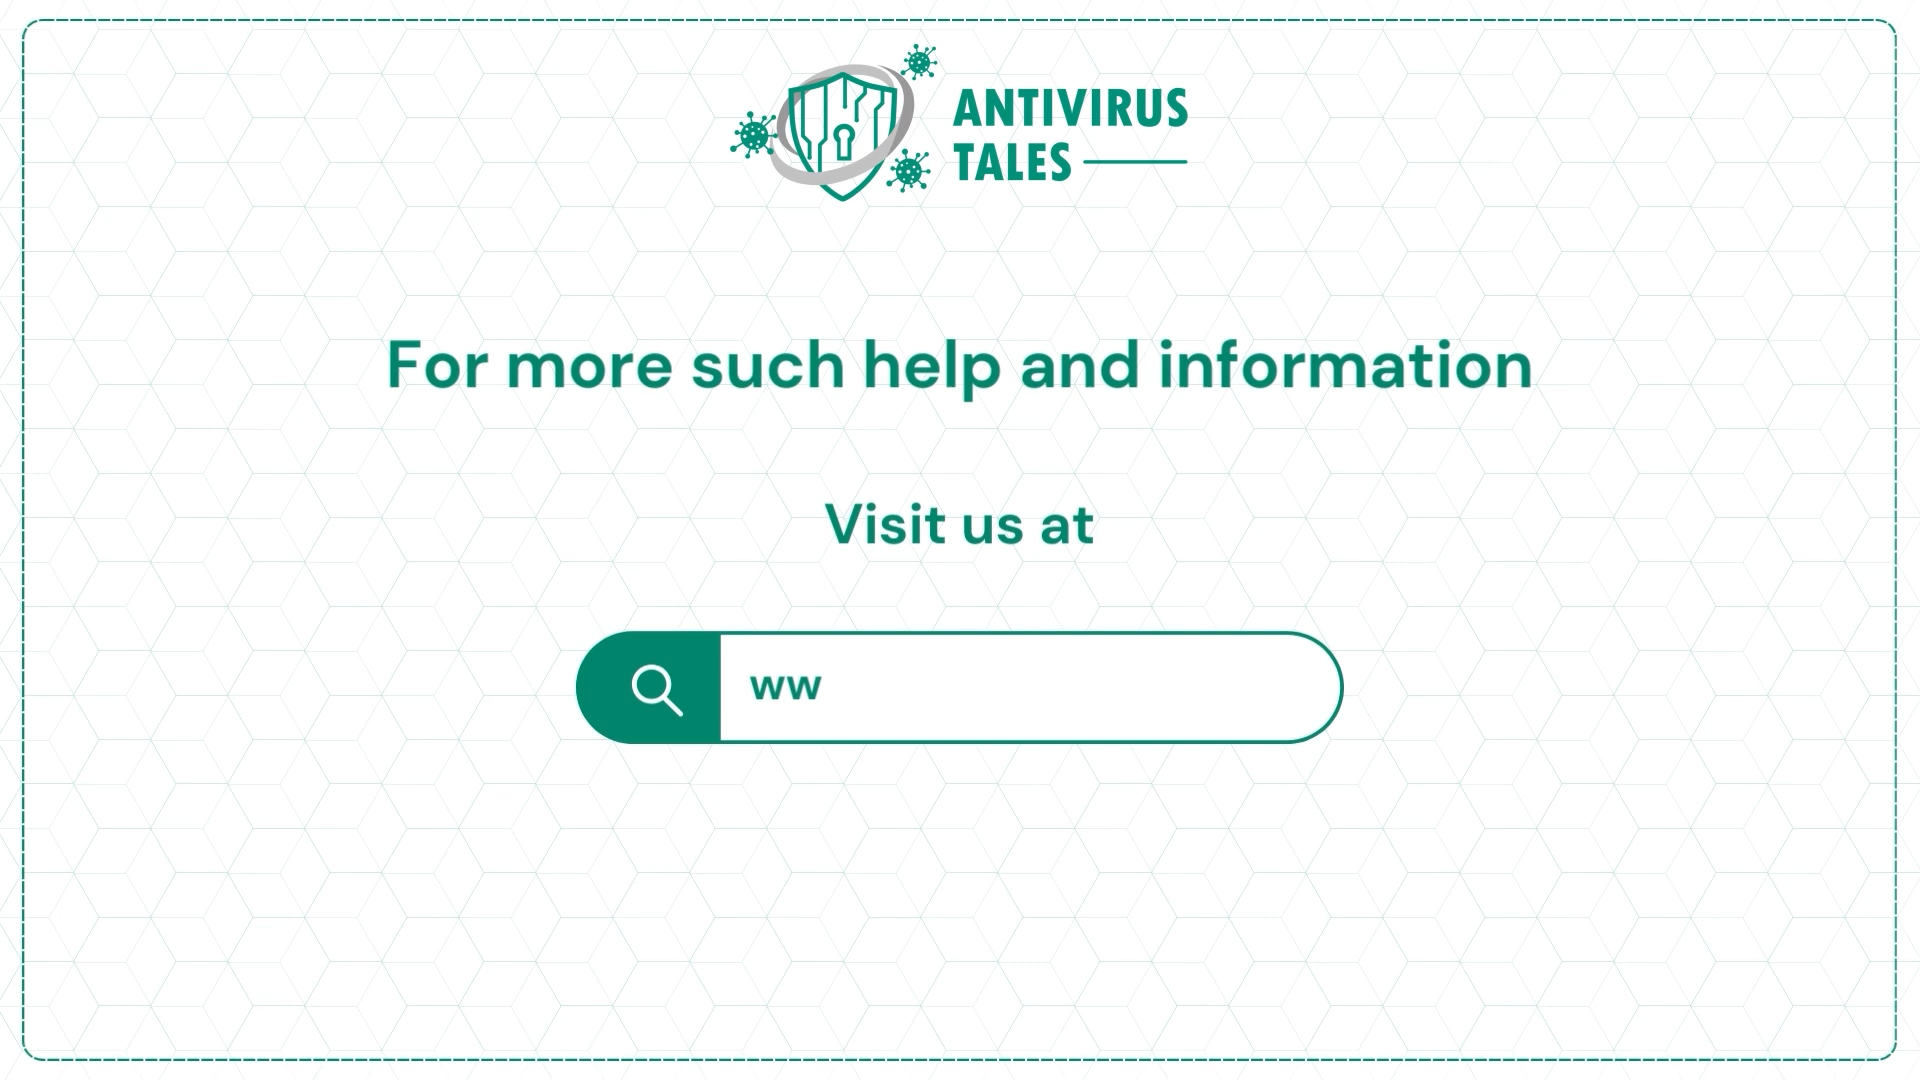 ANTIVIRUS
TALES
For more such help and information
Visit us at
ww